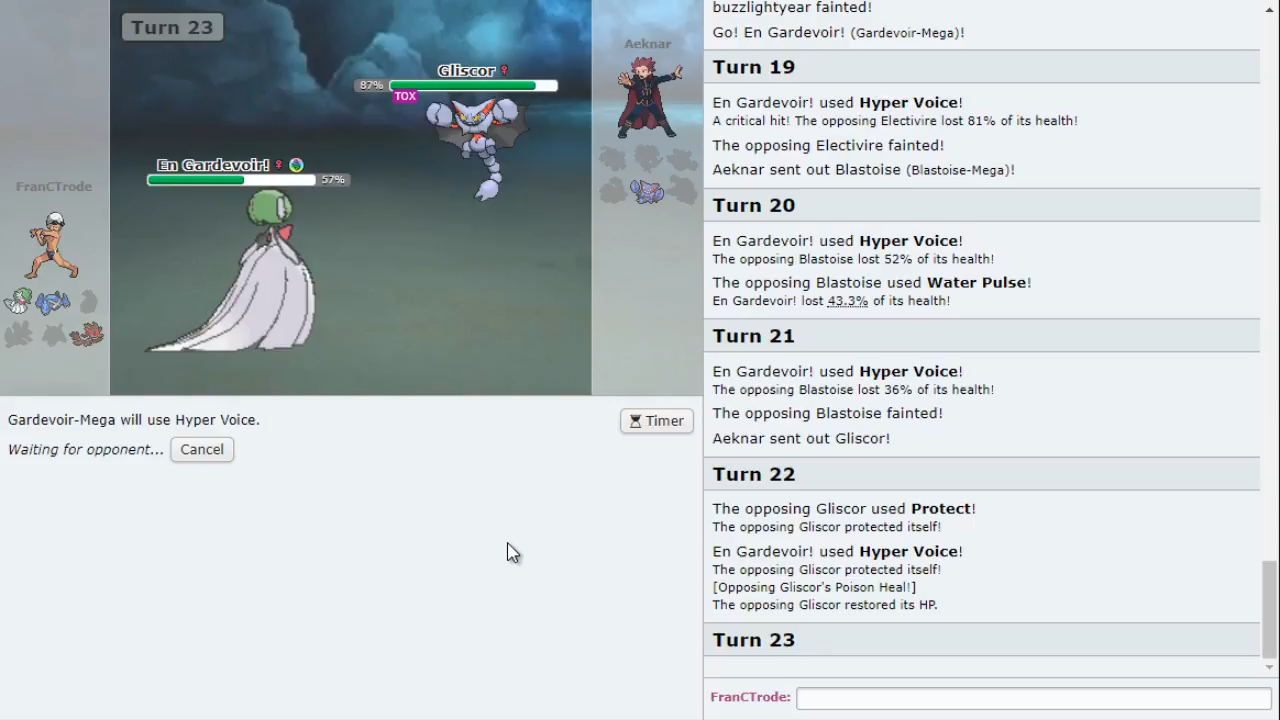 Turn 23
Aeknar
Gliscor ♀
87%
TOX
En Gardevoir! ♀
57%
FranCTrode
Gardevoir-Mega will use Hyper Voice.
Timer
Waiting for opponent... Cancel
buzzlightyear fainted!
Go! En Gardevoir! (Gardevoir-Mega)!
Turn 19
En Gardevoir! used Hyper Voice!
A critical hit! The opposing Electivire lost 81% of its health!
The opposing Electivire fainted!
Aeknar sent out Blastoise (Blastoise-Mega)!
Turn 20
En Gardevoir! used Hyper Voice!
The opposing Blastoise lost 52% of its health!
The opposing Blastoise used Water Pulse!
En Gardevoir! lost 43.3% of its health!
Turn 21
En Gardevoir! used Hyper Voice!
The opposing Blastoise lost 36% of its health!
The opposing Blastoise fainted!
Aeknar sent out Gliscor!
Turn 22
The opposing Gliscor used Protect!
The opposing Gliscor protected itself!
En Gardevoir! used Hyper Voice!
The opposing Gliscor protected itself!
[Opposing Gliscor's Poison Heal!]
The opposing Gliscor restored its HP.
Turn 23
FranCTrode: